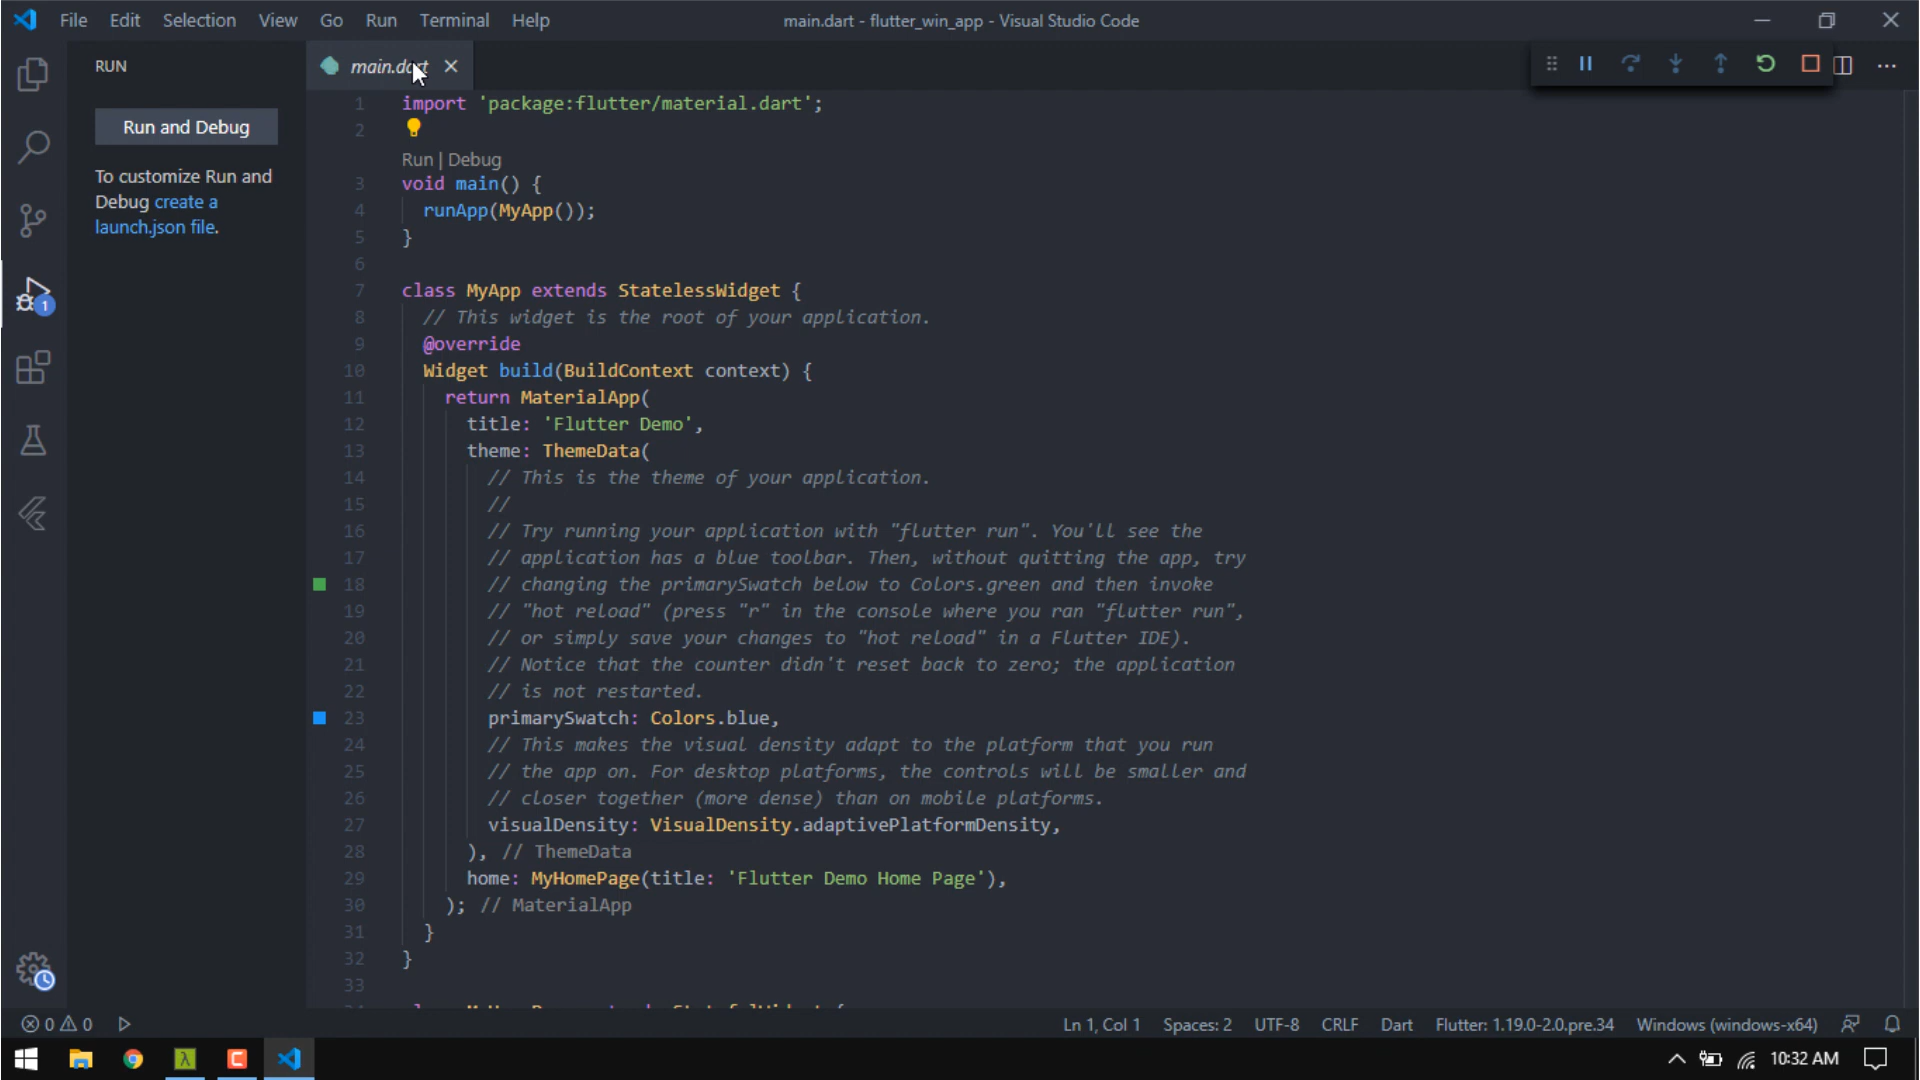 File Edit Selection View Go Run Terminal Help
main.dart - flutter_win_app - Visual Studio Code
RUN
main.dart
Run and Debug
To customize Run and
Debug create a
launch.json file.
1 import 'package:flutter/material.dart';
2
Run | Debug
3 void main() {
4 runApp(MyApp());
5 }
6
7 class MyApp extends StatelessWidget {
8 // This widget is the root of your application.
9 @override
10 Widget build(BuildContext context) {
11 return MaterialApp(
12 title: 'Flutter Demo',
13 theme: ThemeData(
14 // This is the theme of your application.
15 //
16 // Try running your application with "flutter run". You'll see the
17 // application has a blue toolbar. Then, without quitting the app, try
18 // changing the primarySwatch below to Colors.green and then invoke
19 // "hot reload" (press "r" in the console where you ran "flutter run",
20 // or simply save your changes to "hot reload" in a Flutter IDE).
21 // Notice that the counter didn't reset back to zero; the application
22 // is not restarted.
23 primarySwatch: Colors.blue,
24 // This makes the visual density adapt to the platform that you run
25 // the app on. For desktop platforms, the controls will be smaller and
26 // closer together (more dense) than on mobile platforms.
27 visualDensity: VisualDensity.adaptivePlatformDensity,
28 ), // ThemeData
29 home: MyHomePage(title: 'Flutter Demo Home Page'),
30 ); // MaterialApp
31 }
32 }
33
1
0 0
Ln 1, Col 1 Spaces: 2 UTF-8 CRLF Dart Flutter: 1.19.0-2.0.pre.34 Windows (windows-x64)
λ C 10:32 AM